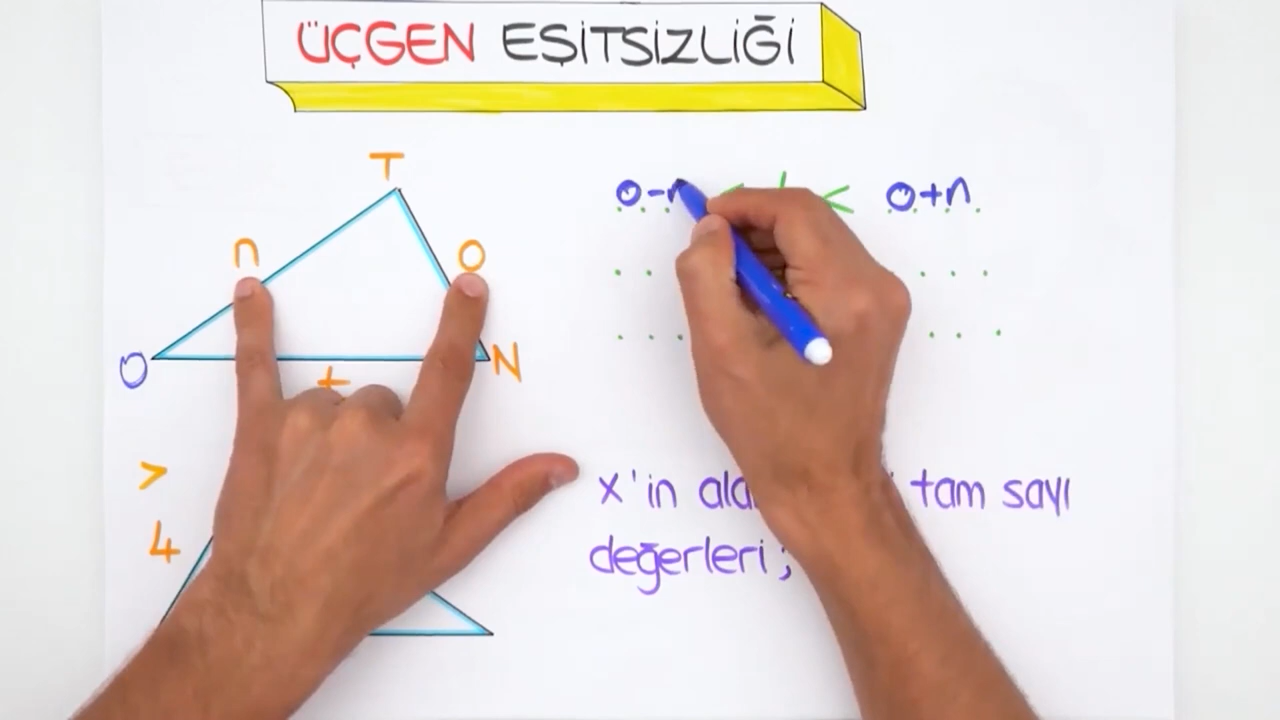 ÜÇGEN EŞİTSİZLİĞİ
T
n
o
O
N
t
o-n < t < o+n
>
4
x'in tam sayı
değerleri ;